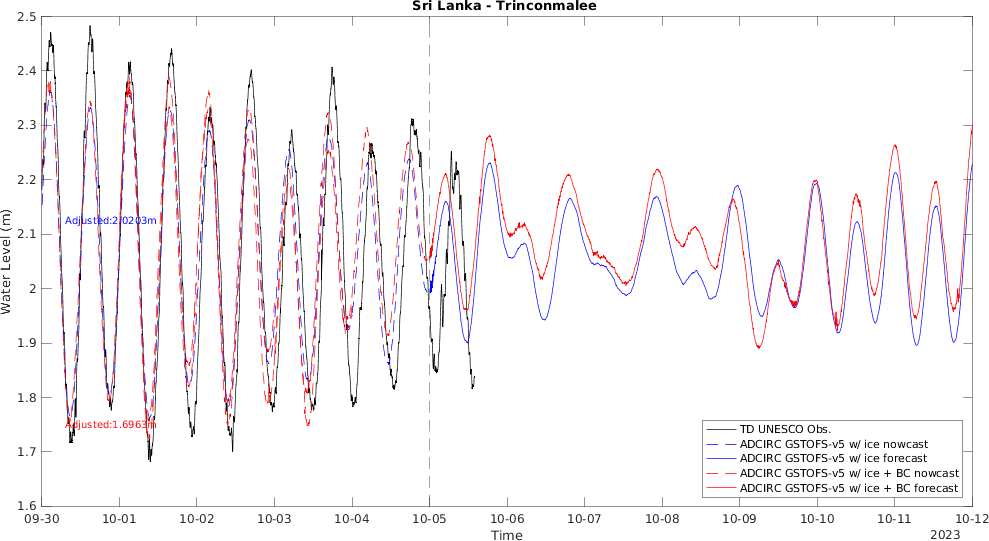 Sri Lanka - Trinconmalee
2.5
2.4
2.3
2.2
2.1
2
1.9
1.8
1.7
1.6
Water Level (m)
Adjusted:2.0203m
Adjusted:1.6963m
TD UNESCO Obs.
ADCIRC GSTOFS-v5 w/ ice nowcast
ADCIRC GSTOFS-v5 w/ ice forecast
ADCIRC GSTOFS-v5 w/ ice + BC nowcast
ADCIRC GSTOFS-v5 w/ ice + BC forecast
09-30 10-01 10-02 10-03 10-04 10-05 10-06 10-07 10-08 10-09 10-10 10-11 10-12
Time
2023